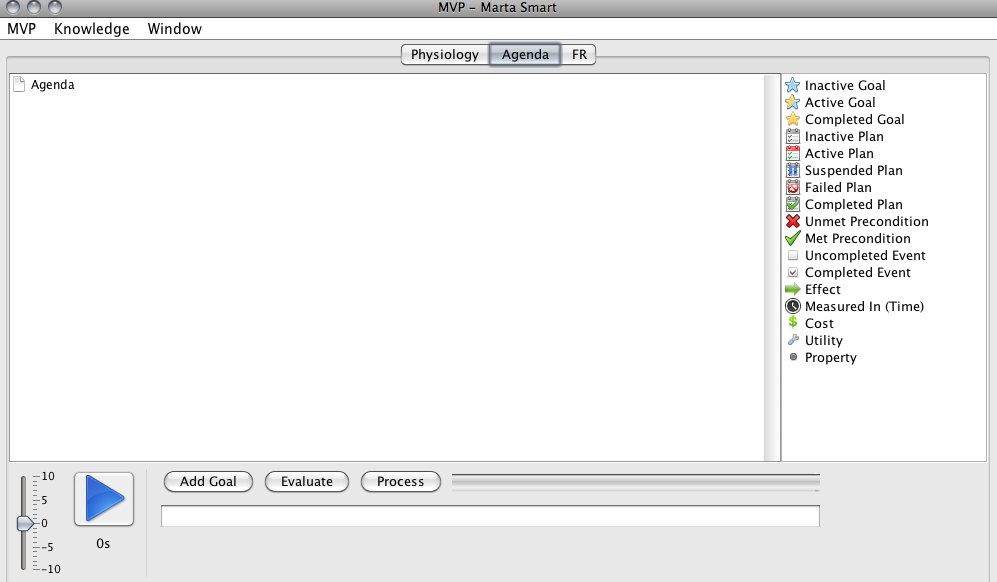 MVP – Marta Smart
MVP Knowledge Window
Physiology Agenda FR
Agenda
Inactive Goal
Active Goal
Completed Goal
Inactive Plan
Active Plan
Suspended Plan
Failed Plan
Completed Plan
Unmet Precondition
Met Precondition
Uncompleted Event
Completed Event
Effect
Measured In (Time)
$ Cost
Utility
Property
10
5
0
-5
-10
0s
Add Goal Evaluate Process